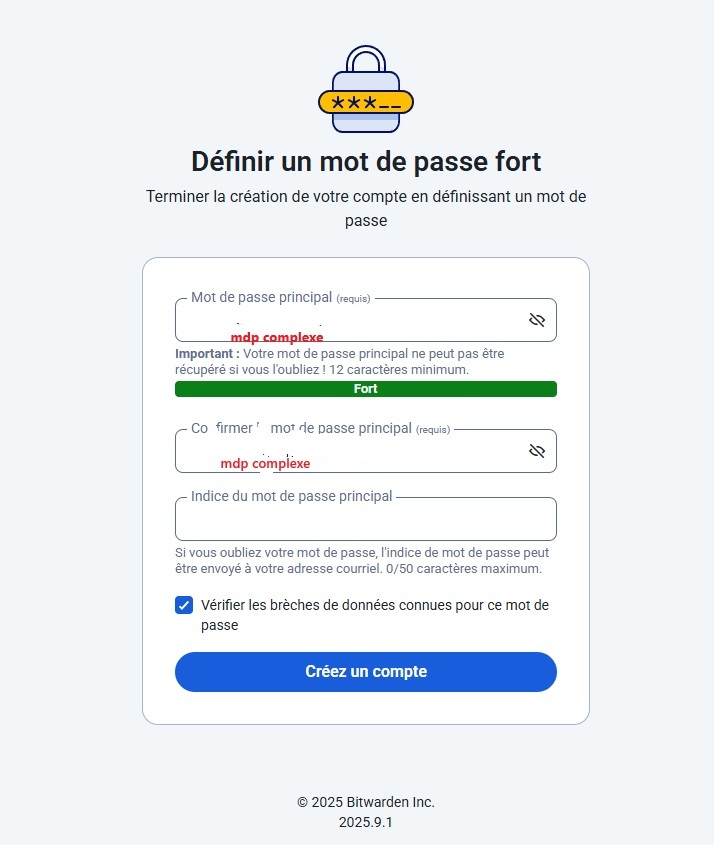 ***__
Définir un mot de passe fort
Terminer la création de votre compte en définissant un mot de
passe
Mot de passe principal (requis)
mdp complexe
Important : Votre mot de passe principal ne peut pas être
récupéré si vous l'oubliez ! 12 caractères minimum.
Fort
Co firmer mot de passe principal (requis)
mdp complexe
Indice du mot de passe principal
Si vous oubliez votre mot de passe, l'indice de mot de passe peut
être envoyé à votre adresse courriel. 0/50 caractères maximum.
Vérifier les brèches de données connues pour ce mot de
passe
Créez un compte
© 2025 Bitwarden Inc.
2025.9.1